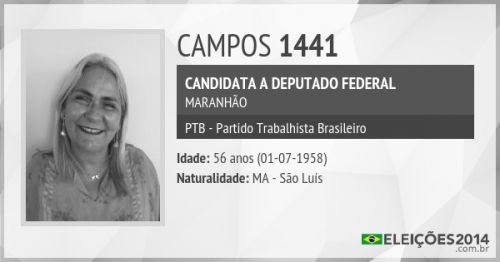 CAMPOS 1441
CANDIDATA A DEPUTADO FEDERAL
MARANHÃO
PTB - Partido Trabalhista Brasileiro
Idade: 56 anos (01-07-1958)
Naturalidade: MA - São Luís
ELEIÇÕES2014
.com.br